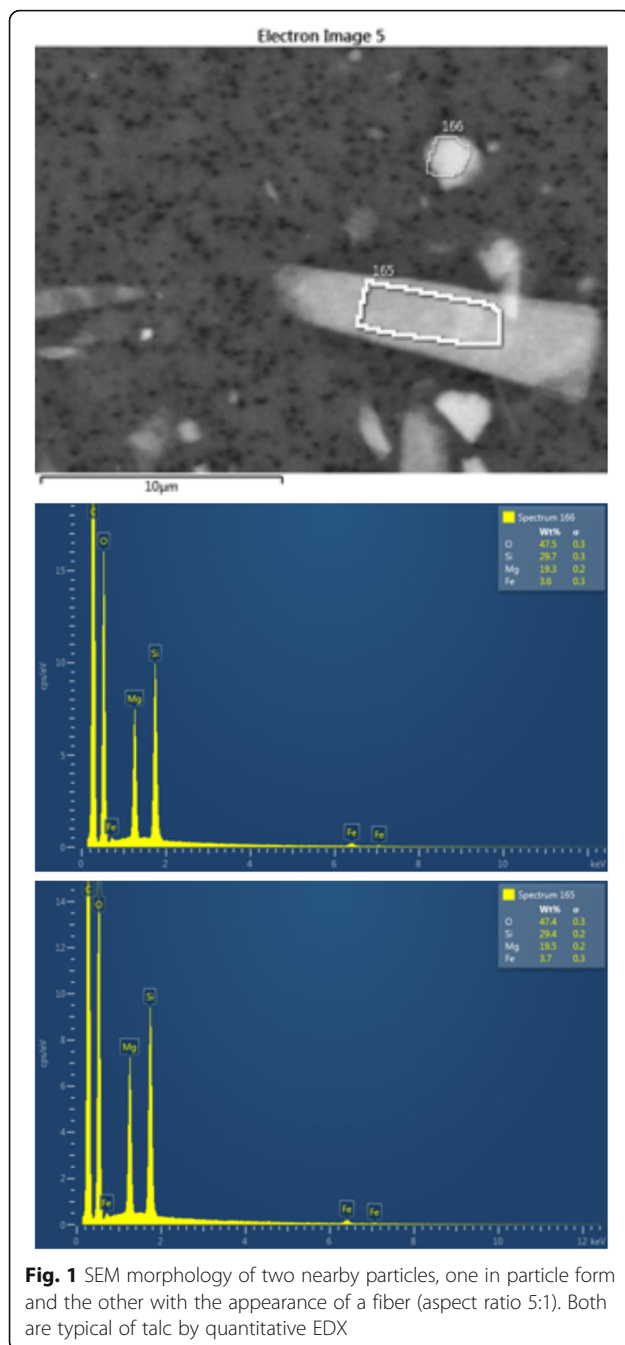 Electron Image 5
166
165
10μm
C
O
Fe
Mg
Si
Fe
Fe
15
10
5
0
cps/eV
0
2
4
6
8
10
keV
Spectrum 166
Wt% σ
O 47.5 0.3
Si 29.7 0.3
Mg 19.3 0.2
Fe 3.6 0.3
C
O
Fe
Mg
Si
Fe
Fe
14
12
10
8
6
4
2
0
cps/eV
0
2
4
6
8
10
12
keV
Spectrum 165
Wt% σ
O 47.4 0.3
Si 29.4 0.2
Mg 19.5 0.2
Fe 3.7 0.3
Fig. 1 SEM morphology of two nearby particles, one in particle form
and the other with the appearance of a fiber (aspect ratio 5:1). Both
are typical of talc by quantitative EDX